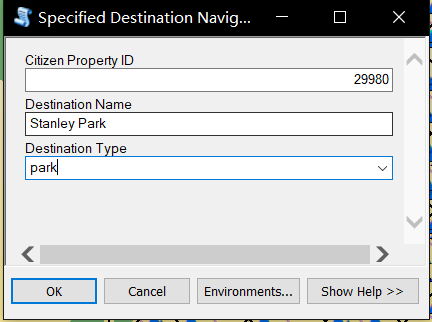 Specified Destination Navig...
Citizen Property ID
29980
Destination Name
Stanley Park
Destination Type
park
OK
Cancel
Environments...
Show Help >>